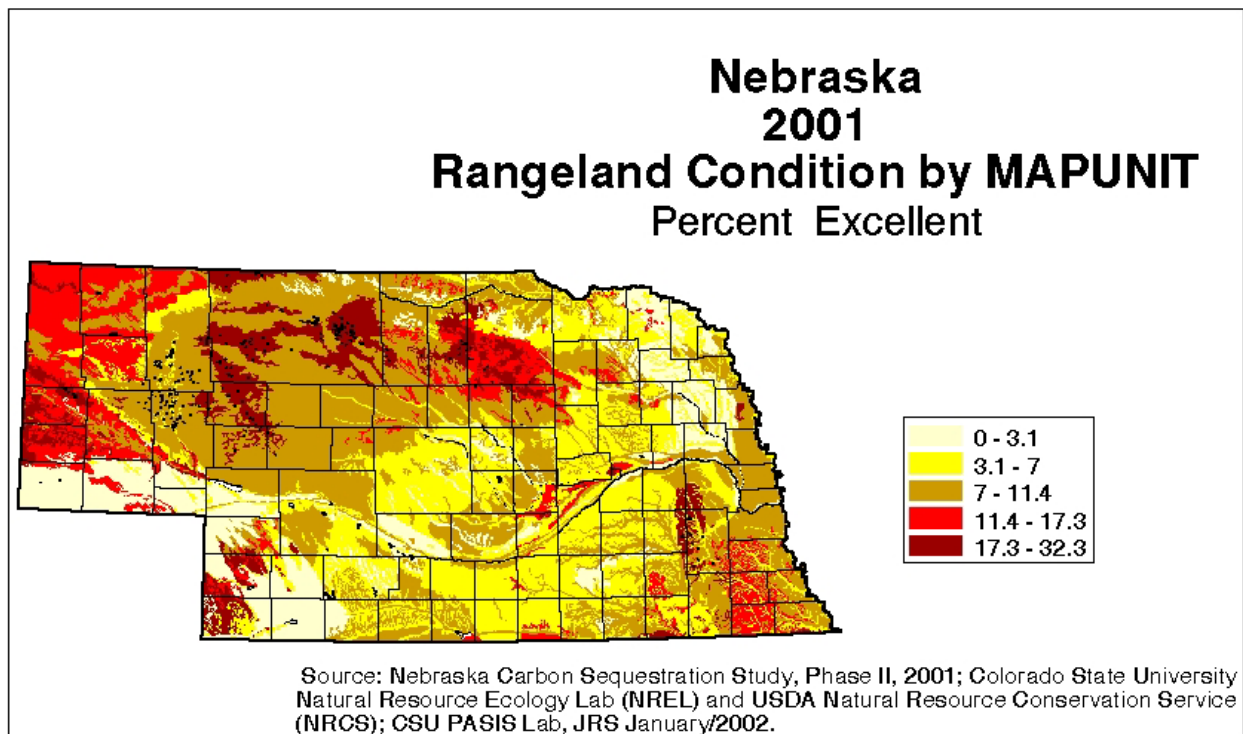 Nebraska
2001
Rangeland Condition by MAPUNIT
Percent Excellent
0 - 3.1
3.1 - 7
7 - 11.4
11.4 - 17.3
17.3 - 32.3
Source: Nebraska Carbon Sequestration Study, Phase II, 2001; Colorado State University
Natural Resource Ecology Lab (NREL) and USDA Natural Resource Conservation Service
(NRCS); CSU PASIS Lab, JRS January/2002.